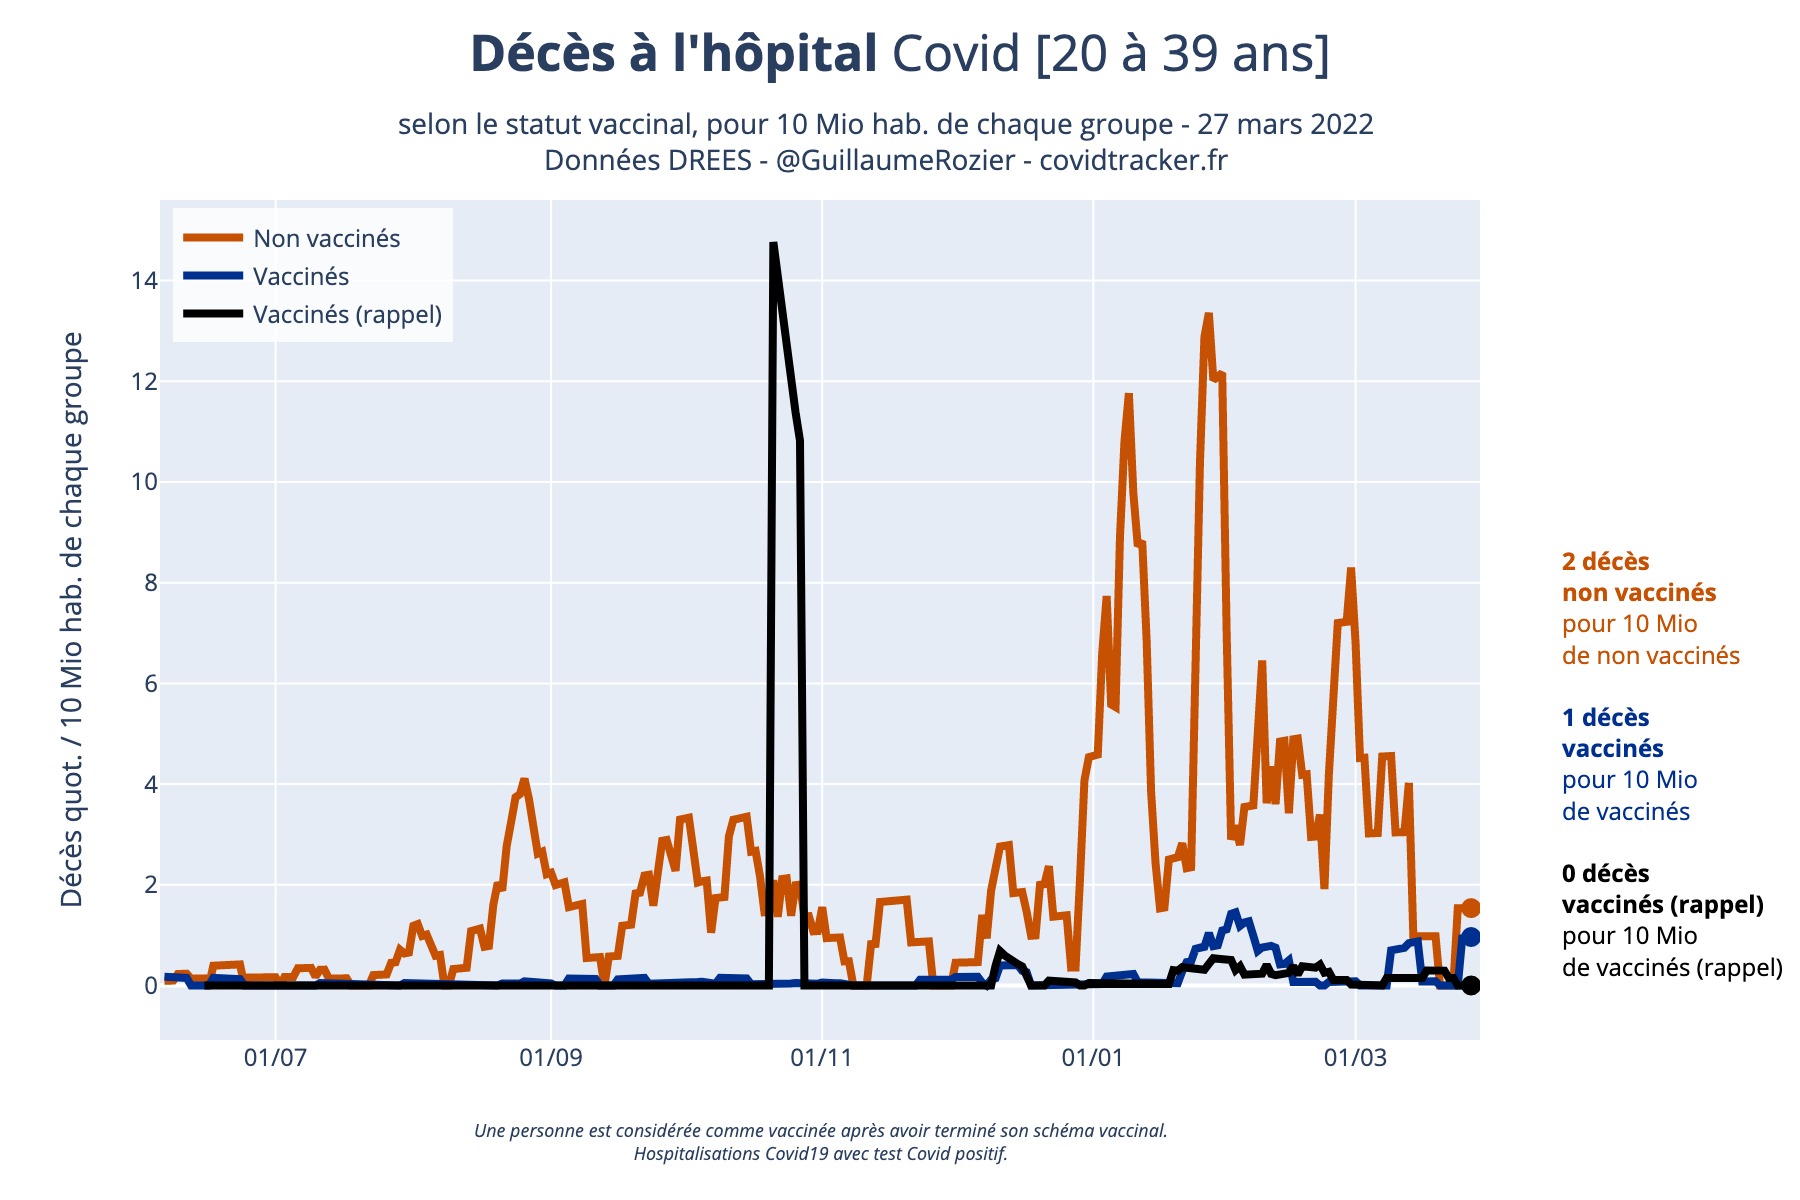 Décès à l'hôpital Covid [20 à 39 ans]
selon le statut vaccinal, pour 10 Mio hab. de chaque groupe - 27 mars 2022
Données DREES - @GuillaumeRozier - covidtracker.fr
Non vaccinés
Vaccinés
Vaccinés (rappel)
Décès quot. / 10 Mio hab. de chaque groupe
14
12
10
8
6
4
2
0
01/07
01/09
01/11
01/01
01/03
2 décès
non vaccinés
pour 10 Mio
de non vaccinés
1 décès
vaccinés
pour 10 Mio
de vaccinés
0 décès
vaccinés (rappel)
pour 10 Mio
de vaccinés (rappel)
Une personne est considérée comme vaccinée après avoir terminé son schéma vaccinal.
Hospitalisations Covid19 avec test Covid positif.